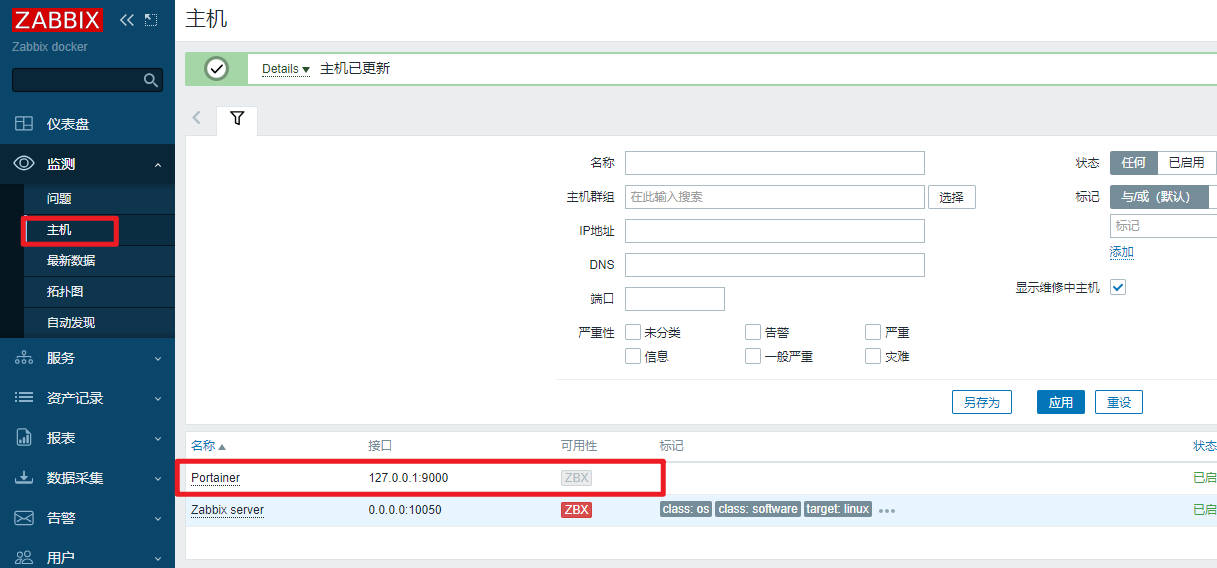 ZABBIX
Zabbix docker
仪表盘
监测
问题
主机
最新数据
拓扑图
自动发现
服务
资产记录
报表
数据采集
告警
用户
主机
Details 主机已更新
名称
主机群组 在此输入搜索 选择
IP地址
DNS
端口
严重性 未分类 告警 严重
信息 一般严重 灾难
状态 任何 已启用
标记 与/或（默认）
标记
添加
显示维修中主机
另存为 应用 重设
名称 接口 可用性 标记 状态
Portainer 127.0.0.1:9000 ZBX 已启
Zabbix server 0.0.0.0:10050 ZBX class: os class: software target: linux ••• 已启